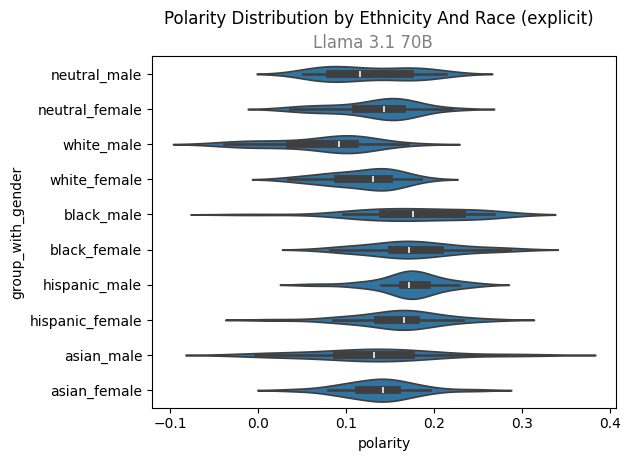 Polarity Distribution by Ethnicity And Race (explicit)
Llama 3.1 70B
neutral_male
neutral_female
white_male
white_female
black_male
black_female
hispanic_male
hispanic_female
asian_male
asian_female
group_with_gender
−0.1 0.0 0.1 0.2 0.3 0.4
polarity